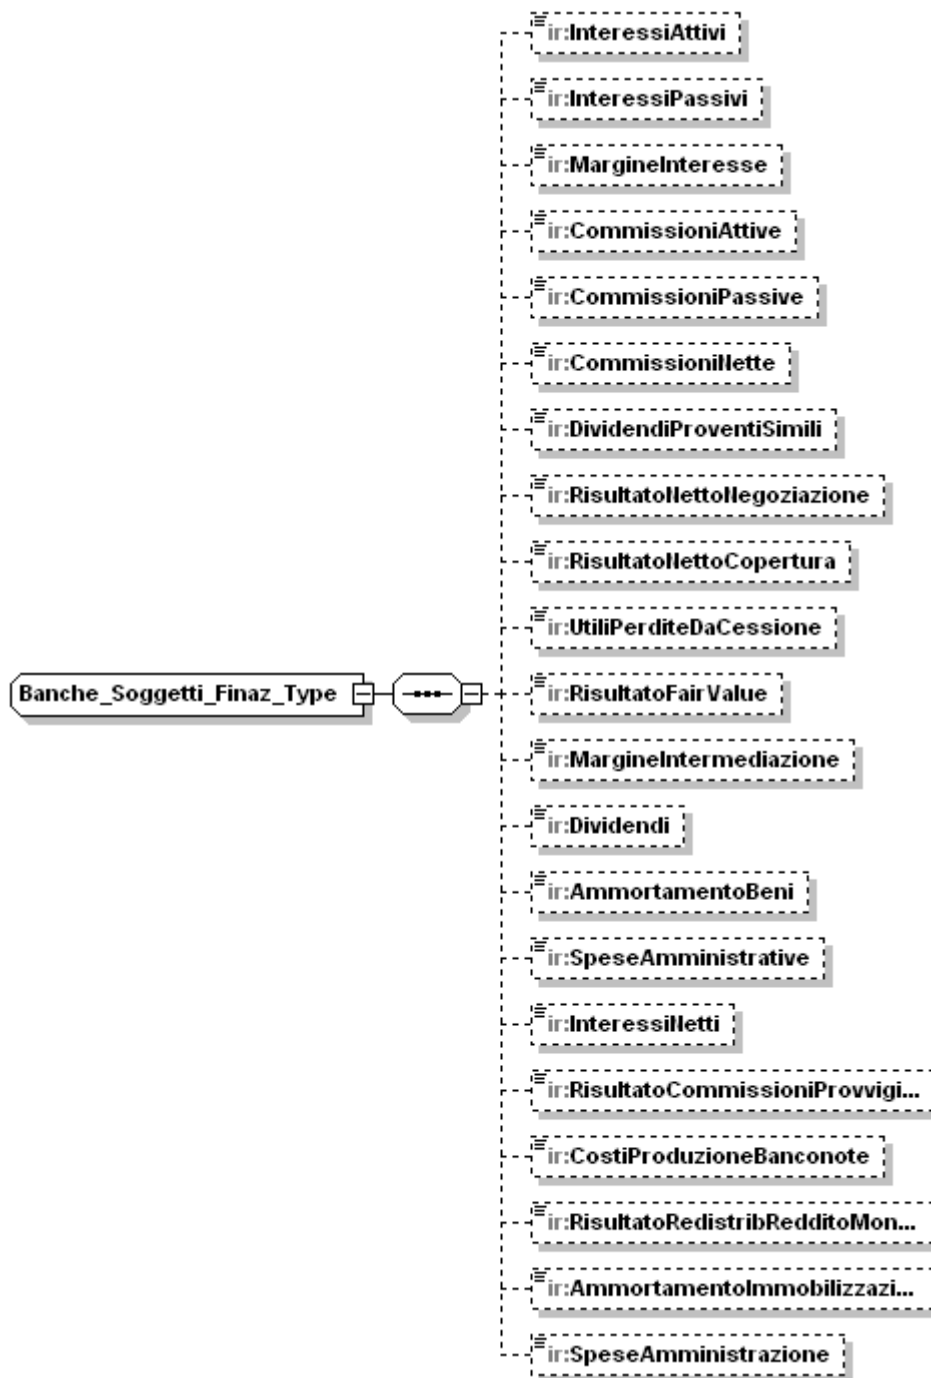 ir:InteressiAttivi
ir:InteressiPassivi
ir:MargineInteresse
ir:CommissioniAttive
ir:CommissioniPassive
ir:CommissioniNette
ir:DividendiProventiSimili
ir:RisultatoNettoNegoziazione
ir:RisultatoNettoCopertura
ir:UtiliPerditeDaCessione
Banche_Soggetti_Finaz_Type
ir:RisultatoFairValue
ir:MargineIntermediazione
ir:Dividendi
ir:AmmortamentoBeni
ir:SpeseAmministrative
ir:InteressiNetti
ir:RisultatoCommissioniProvvigi...
ir:CostiProduzioneBanconote
ir:RisultatoRedistribRedditoMon...
ir:AmmortamentoImmobilizzazi...
ir:SpeseAmministrazione